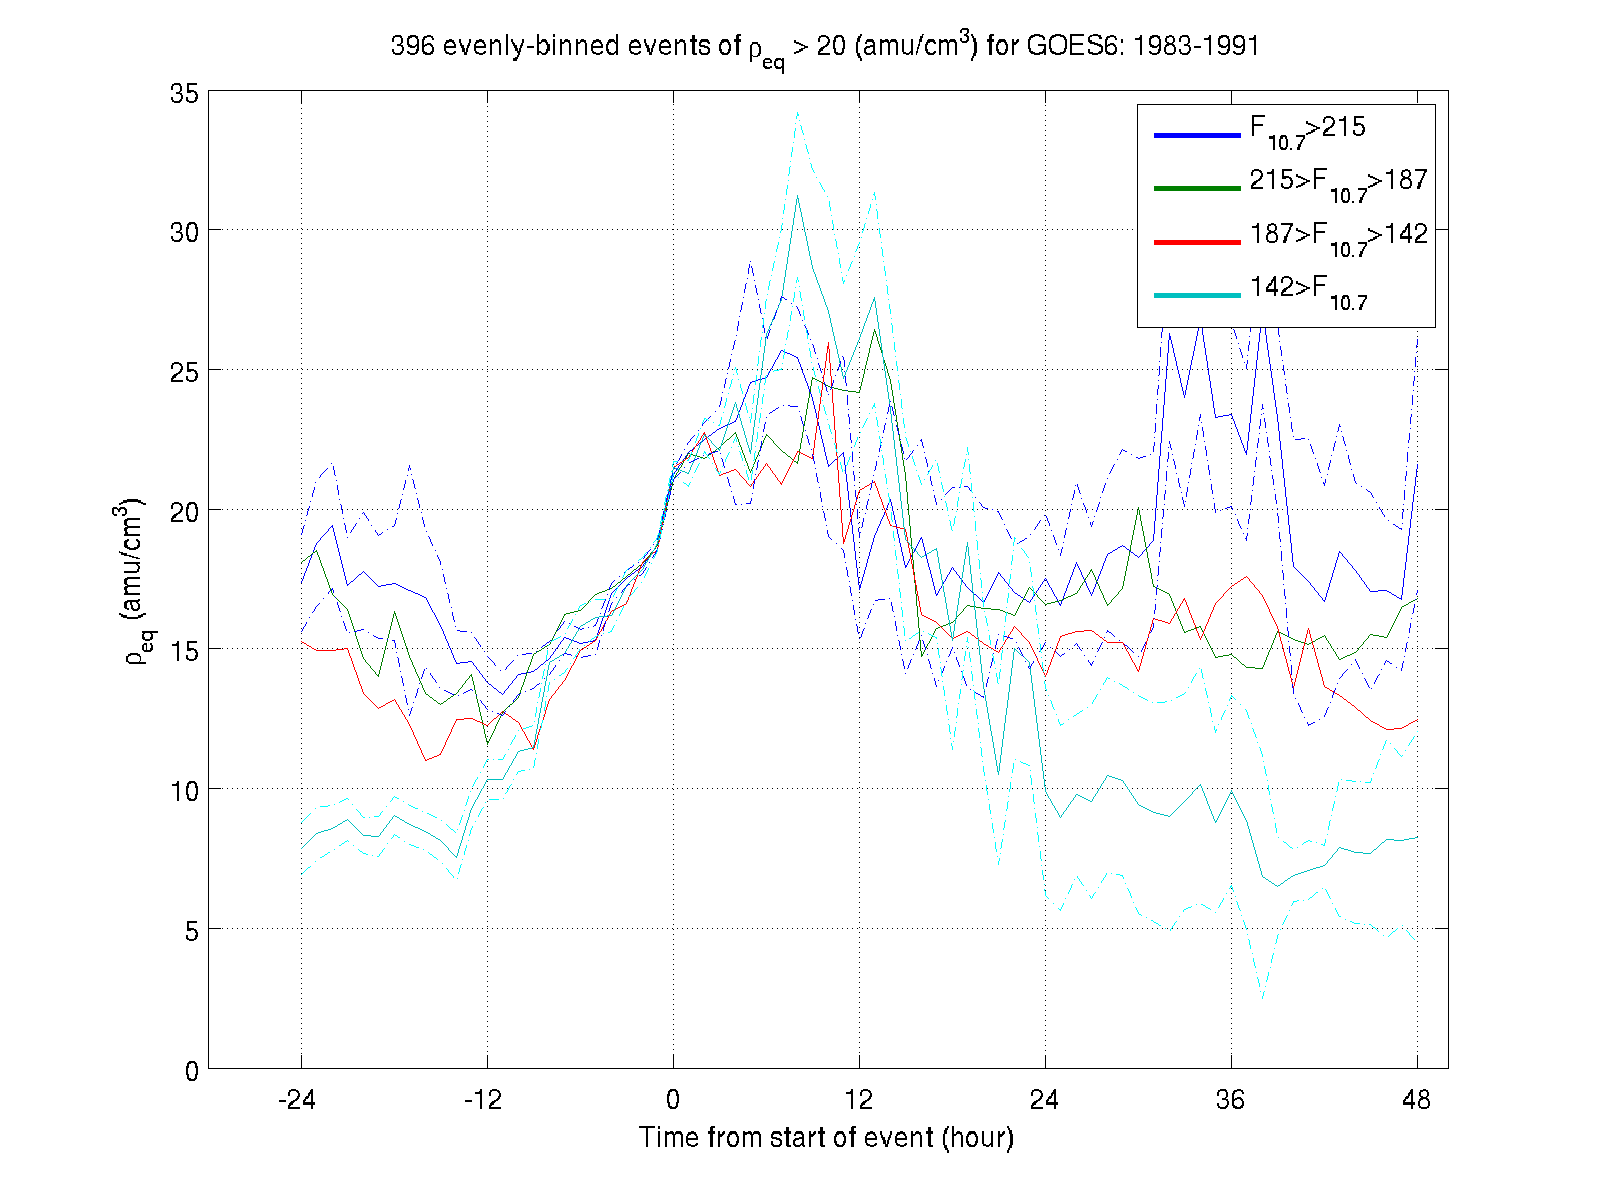 396 evenly-binned events of ρeq > 20 (amu/cm³) for GOES6: 1983-1991
35
30
25
20
15
10
5
0
ρeq (amu/cm³)
-24 -12 0 12 24 36 48
Time from start of event (hour)
F10.7>215
215>F10.7>187
187>F10.7>142
142>F10.7